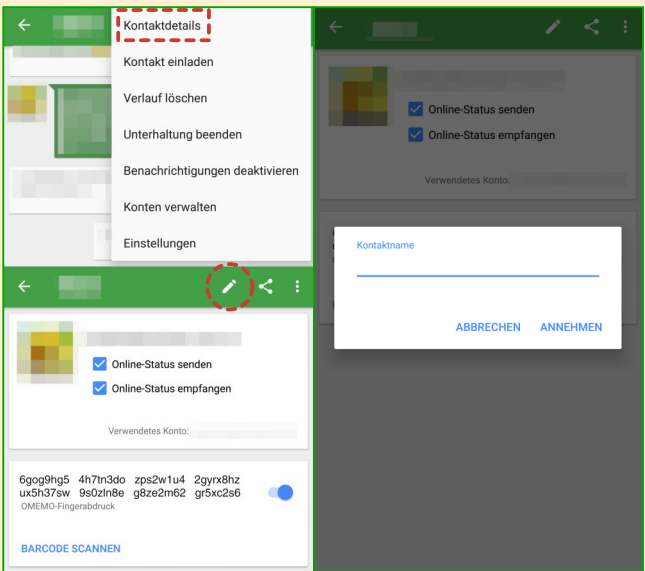 Kontaktdetails
Kontakt einladen
Verlauf löschen
Unterhaltung beenden
Benachrichtigungen deaktivieren
Konten verwalten
Einstellungen
Online-Status senden
Online-Status empfangen
Verwendetes Konto:
6gog9hg5 4h7tn3do zps2w1u4 2gyrx8hz
ux5h37sw 9s0zln8e g8ze2m62 gr5xc2s6
OMEMO-Fingerabdruck
BARCODE SCANNEN
Online-Status senden
Online-Status empfangen
Verwendetes Konto:
Kontaktname
ABBRECHEN ANNEHMEN